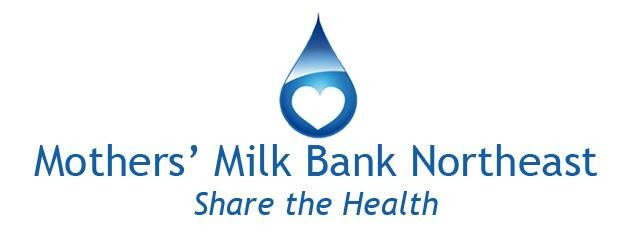 Mothers’ Milk Bank Northeast
Share the Health